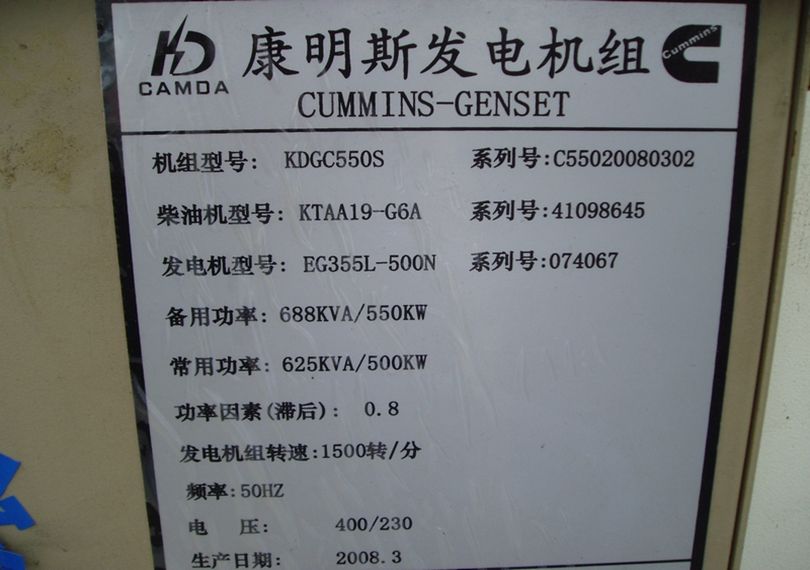 CAMDA
康明斯发电机组
Cummins
CUMMINS-GENSET
机组型号: KDGC550S 系列号:C55020080302
柴油机型号: KTAA19-G6A 系列号:41098645
发电机型号: EG355L-500N 系列号:074067
备用功率: 688KVA/550KW
常用功率: 625KVA/500KW
功率因素(滞后): 0.8
发电机组转速:1500转/分
频率:50HZ
电 压: 400/230
生产日期: 2008.3